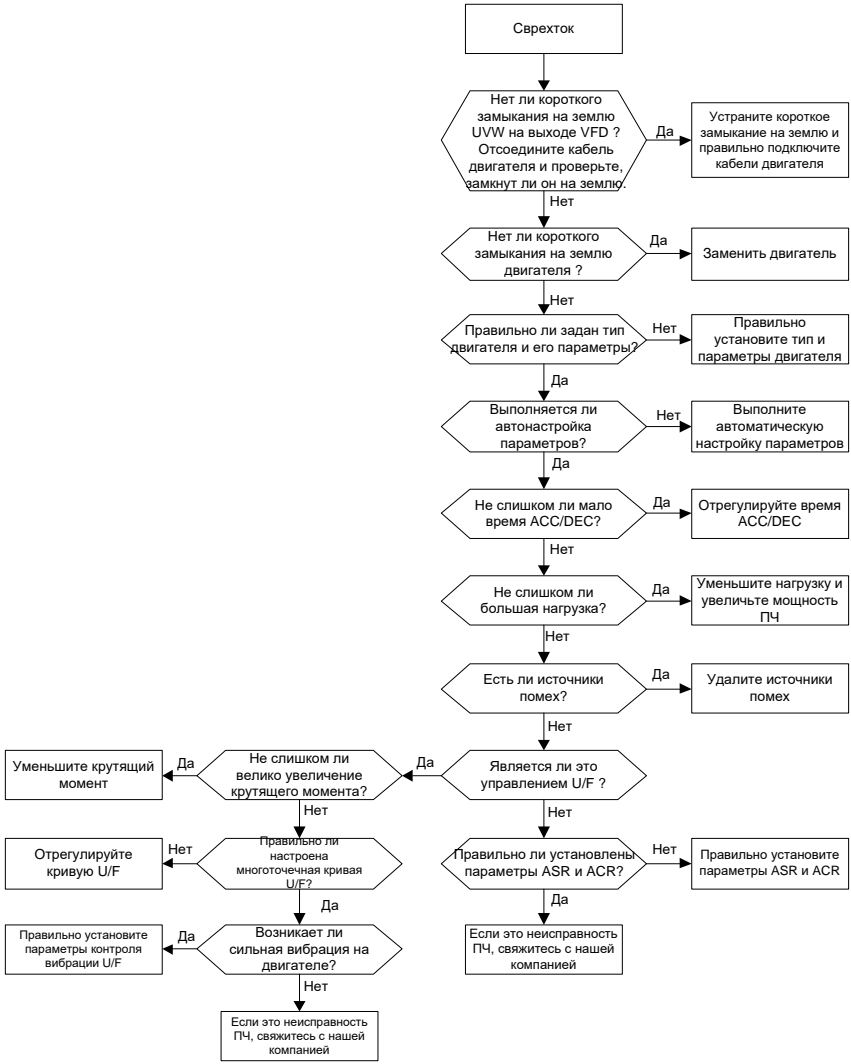 Сврехток
Нет ли короткого
замыкания на землю
UVW на выходе VFD ?
Отсоедините кабель
двигателя и проверьте,
замкнут ли он на землю.
Да
Устраните короткое
замыкание на землю и
правильно подключите
кабели двигателя
Нет
Нет ли короткого
замыкания на землю
двигателя ?
Да
Заменить двигатель
Нет
Правильно ли задан тип
двигателя и его параметры?
Нет
Правильно
установите тип и
параметры двигателя
Да
Выполняется ли
автонастройка
параметров?
Нет
Выполните
автоматическую
настройку параметров
Да
Не слишком ли мало
время ACC/DEC?
Да
Отрегулируйте время
ACC/DEC
Нет
Не слишком ли
большая нагрузка?
Да
Уменьшите нагрузку и
увеличьте мощность
ПЧ
Нет
Есть ли источники
помех?
Да
Удалите источники
помех
Нет
Является ли это
управлением U/F ?
Да
Не слишком ли
велико увеличение
крутящего момента?
Да
Уменьшите крутящий
момент
Нет
Правильно ли
настроена
многоточечная кривая
U/F?
Нет
Отрегулируйте
кривую U/F
Да
Возникает ли
сильная вибрация на
двигателе?
Да
Правильно установите
параметры контроля
вибрации U/F
Нет
Если это неисправность
ПЧ, свяжитесь с нашей
компанией
Нет
Правильно ли установлены
параметры ASR и ACR?
Нет
Правильно установите
параметры ASR и ACR
Да
Если это неисправность
ПЧ, свяжитесь с нашей
компанией